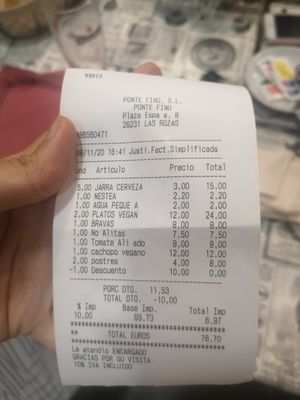 PONTE FINO, S.L.
PONTE FINO
Plaza Espa a, 8
28231 LAS ROZAS
B86560471
08/11/20 16:41 Justi.Fact.Simplificada
Und Artículo Precio Total
5,00 JARRA CERVEZA 3,00 15,00
1,00 NESTEA 2,20 2,20
1,00 AGUA PEQUE A 2,00 2,00
2,00 PLATOS VEGAN 12,00 24,00
1,00 BRAVAS 8,00 8,00
1,00 No Alitas 7,50 7,50
1,00 Tomate Ali ado 8,00 8,00
1,00 cachopo vegano 12,00 12,00
2,00 postres 4,00 8,00
-1,00 Descuento 10,00 0,00
PORC DTO. 11,53
TOTAL DTO. -10,00
% Imp Base Imp. Total Imp
10,00 69,73 6,97
** TOTAL EUROS 76,70
Le atendio ENCARGADO
GRACIAS POR SU VISITA
10% IVA INCLUIDO